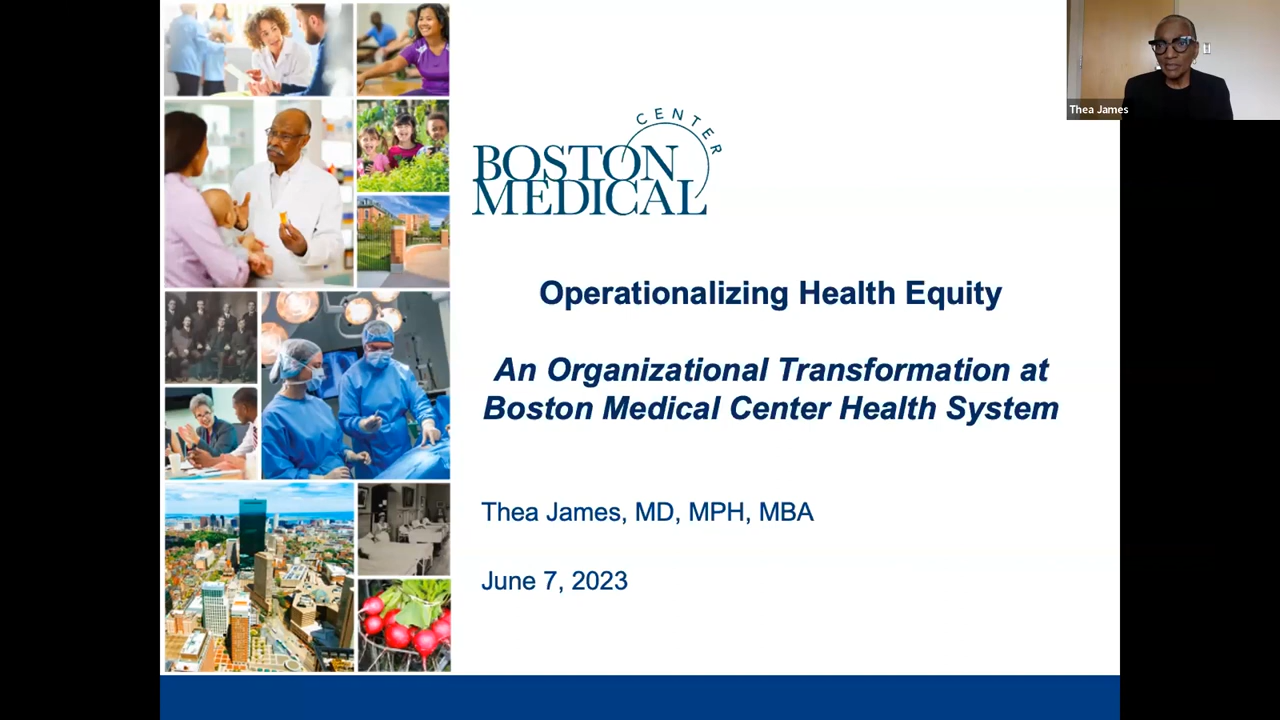 Thea James
CENTER
BOSTON
MEDICAL
Operationalizing Health Equity
An Organizational Transformation at
Boston Medical Center Health System
Thea James, MD, MPH, MBA
June 7, 2023